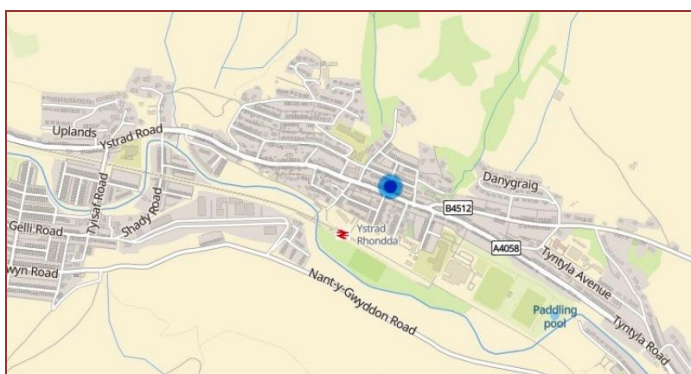 Uplands
Ystrad Road
Tyisaf Road
Shady Road
Gelli Road
wyn Road
Danygraig
B4512
Ystrad
Rhondda
A4058
Tyntyla Avenue
Nant-y-Gwyddon Road
Paddling
pool
Tyntyla Road